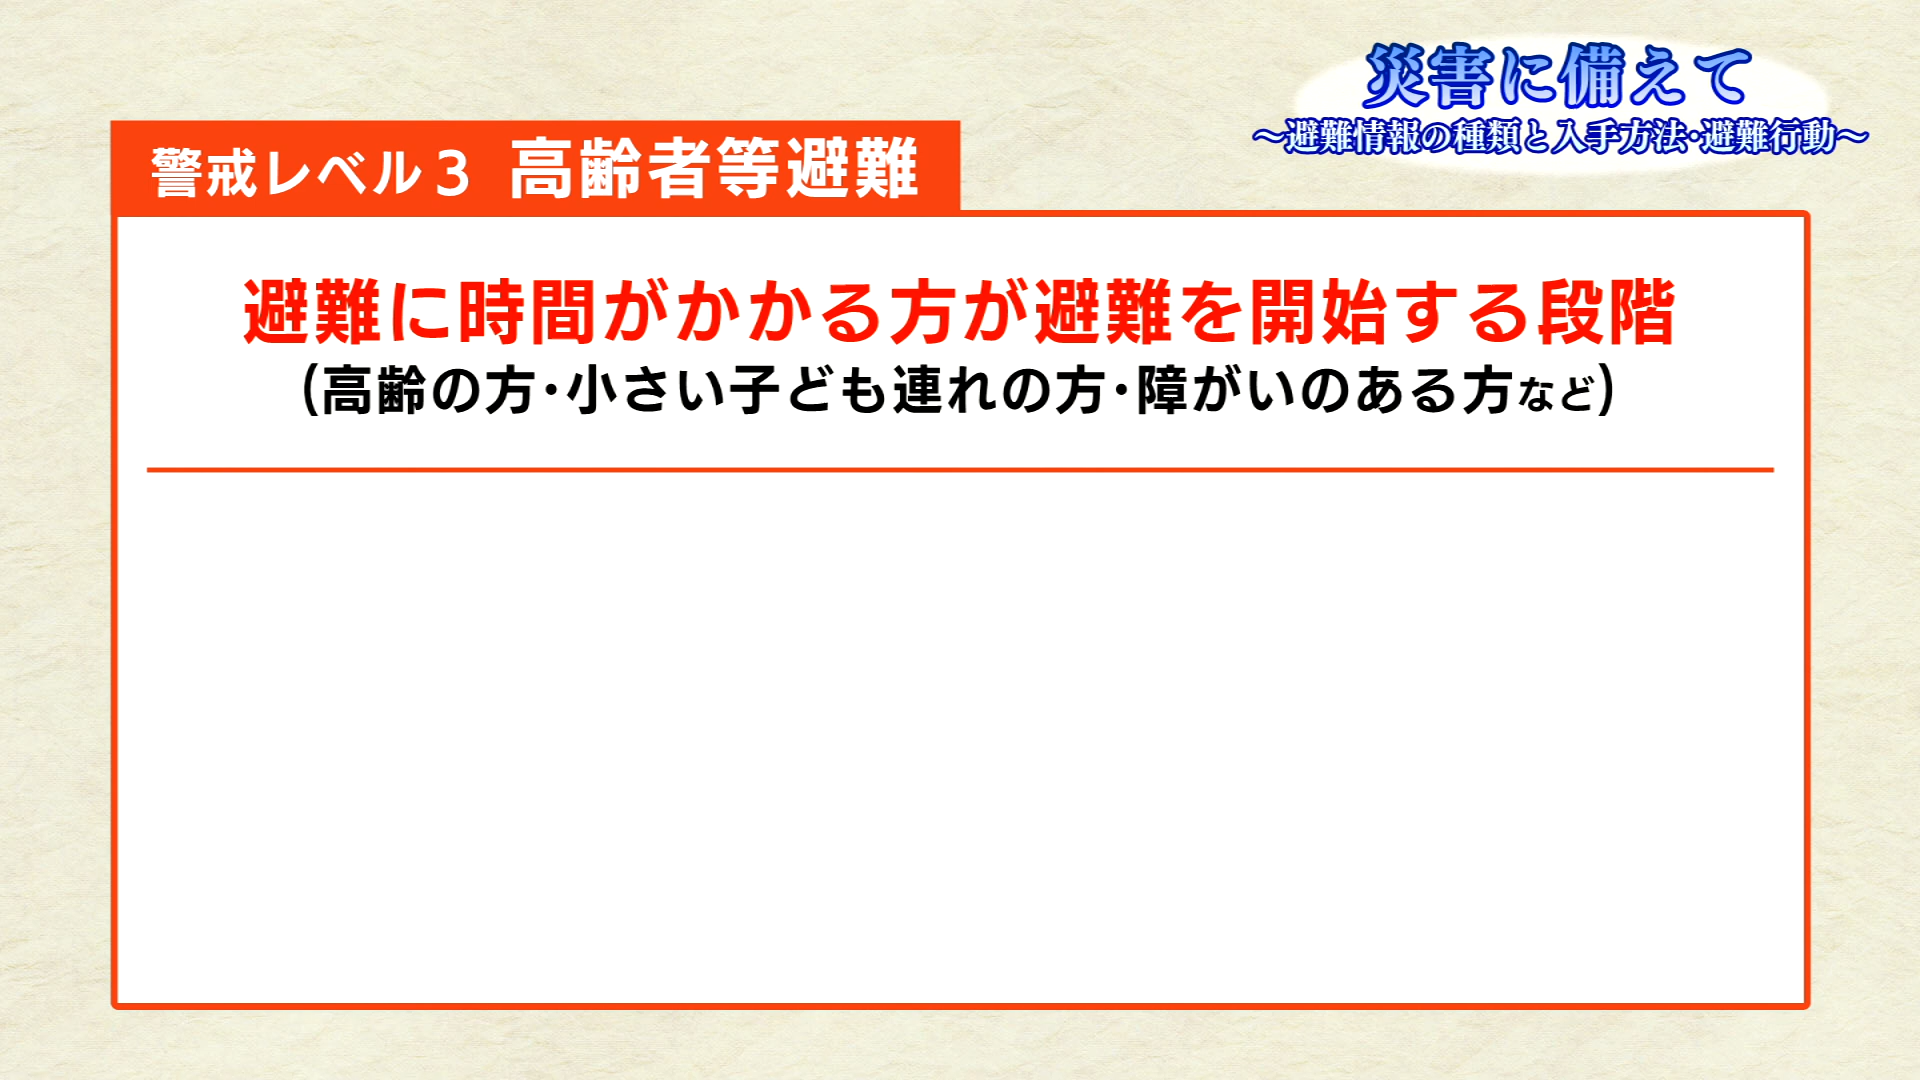 災害に備えて
～避難情報の種類と入手方法・避難行動～
警戒レベル３ 高齢者等避難
避難に時間がかかる方が避難を開始する段階
(高齢の方・小さい子ども連れの方・障がいのある方など)